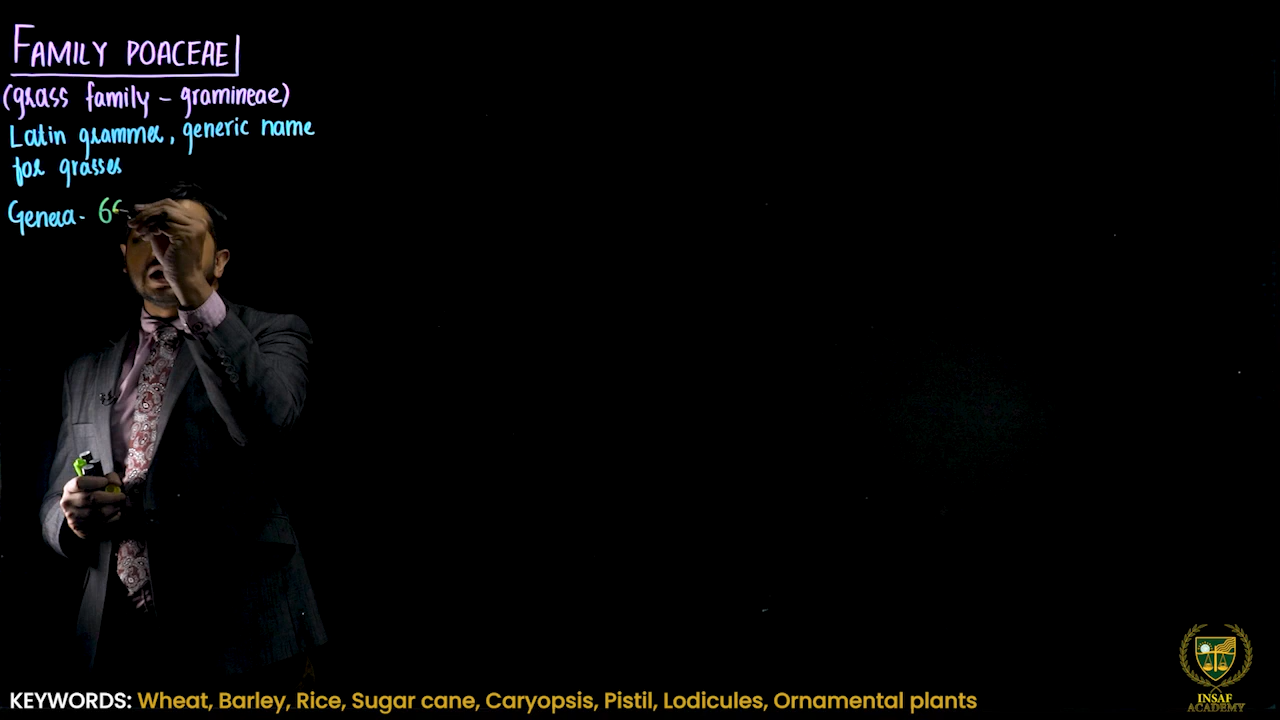 FAMILY POACEAE
(grass family - gramineae)
Latin grammer, generic name
for grasses
Genera - 66
KEYWORDS: Wheat, Barley, Rice, Sugar cane, Caryopsis, Pistil, Lodicules, Ornamental plants
INSAF
ACADEMY